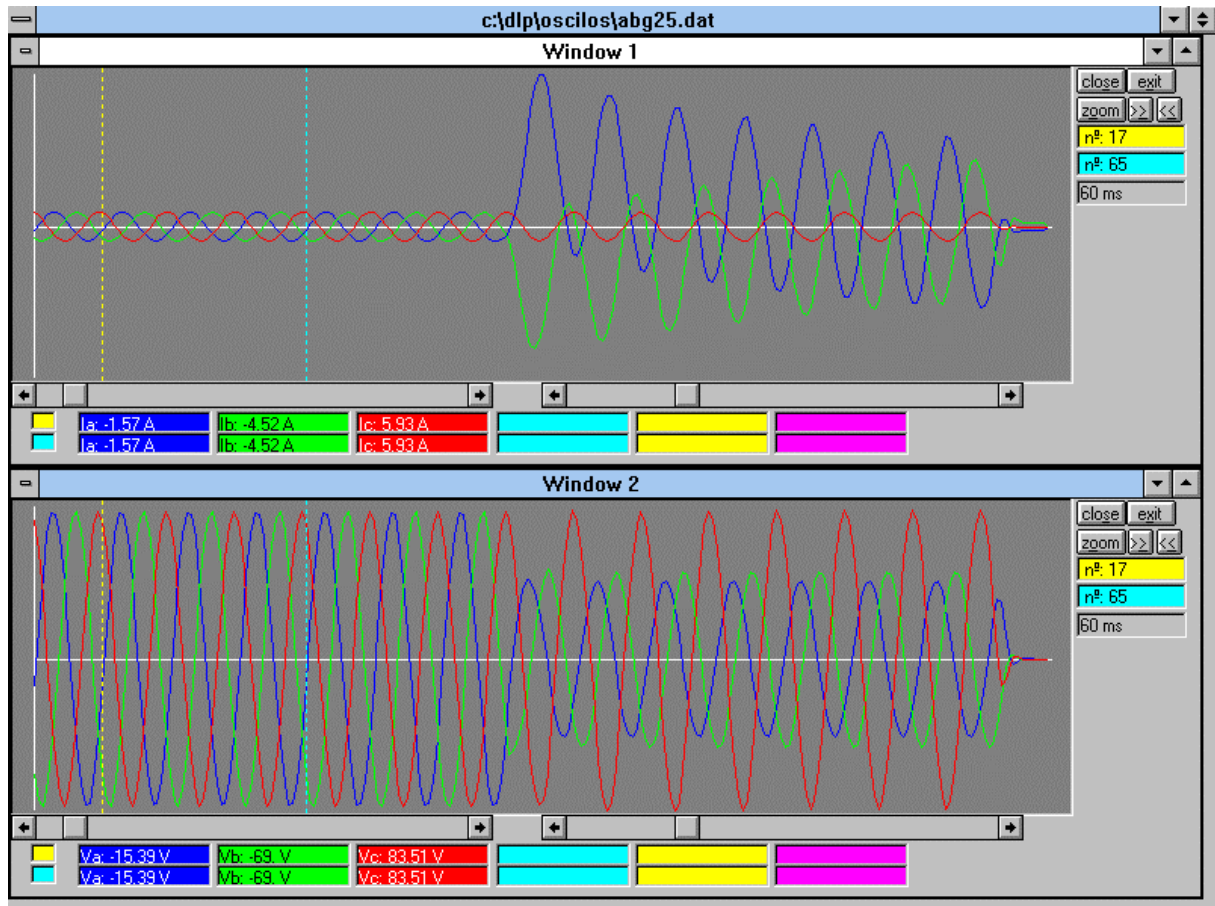 c:\dlp\oscilos\abg25.dat
Window 1
close exit
zoom >> <<
nº: 17
nº: 65
60 ms
Ia: -1.57 A Ib: -4.52 A Ic: 5.93 A
Ia: -1.57 A Ib: -4.52 A Ic: 5.93 A
Window 2
close exit
zoom >> <<
nº: 17
nº: 65
60 ms
Va: -15.39 V Vb: -69. V Vc: 83.51 V
Va: -15.39 V Vb: -69. V Vc: 83.51 V